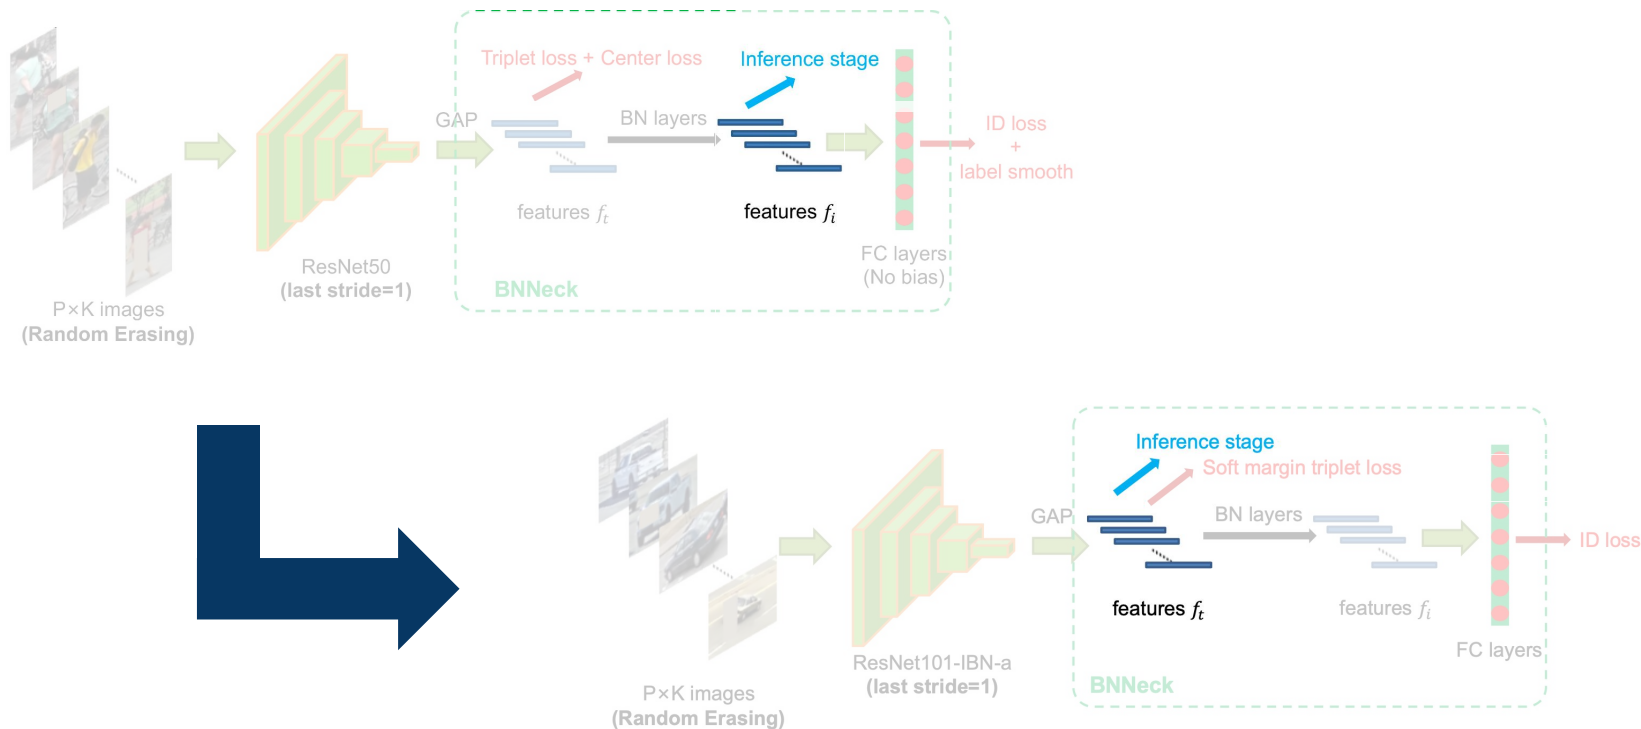 Triplet loss + Center loss
Inference stage
GAP
BN layers
ID loss
+
label smooth
features fₜ
features fᵢ
FC layers
(No bias)
ResNet50
(last stride=1)
BNNeck
P×K images
(Random Erasing)
Inference stage
Soft margin triplet loss
GAP
BN layers
ID loss
features fₜ
features fᵢ
FC layers
ResNet101-IBN-a
(last stride=1)
BNNeck
P×K images
(Random Erasing)